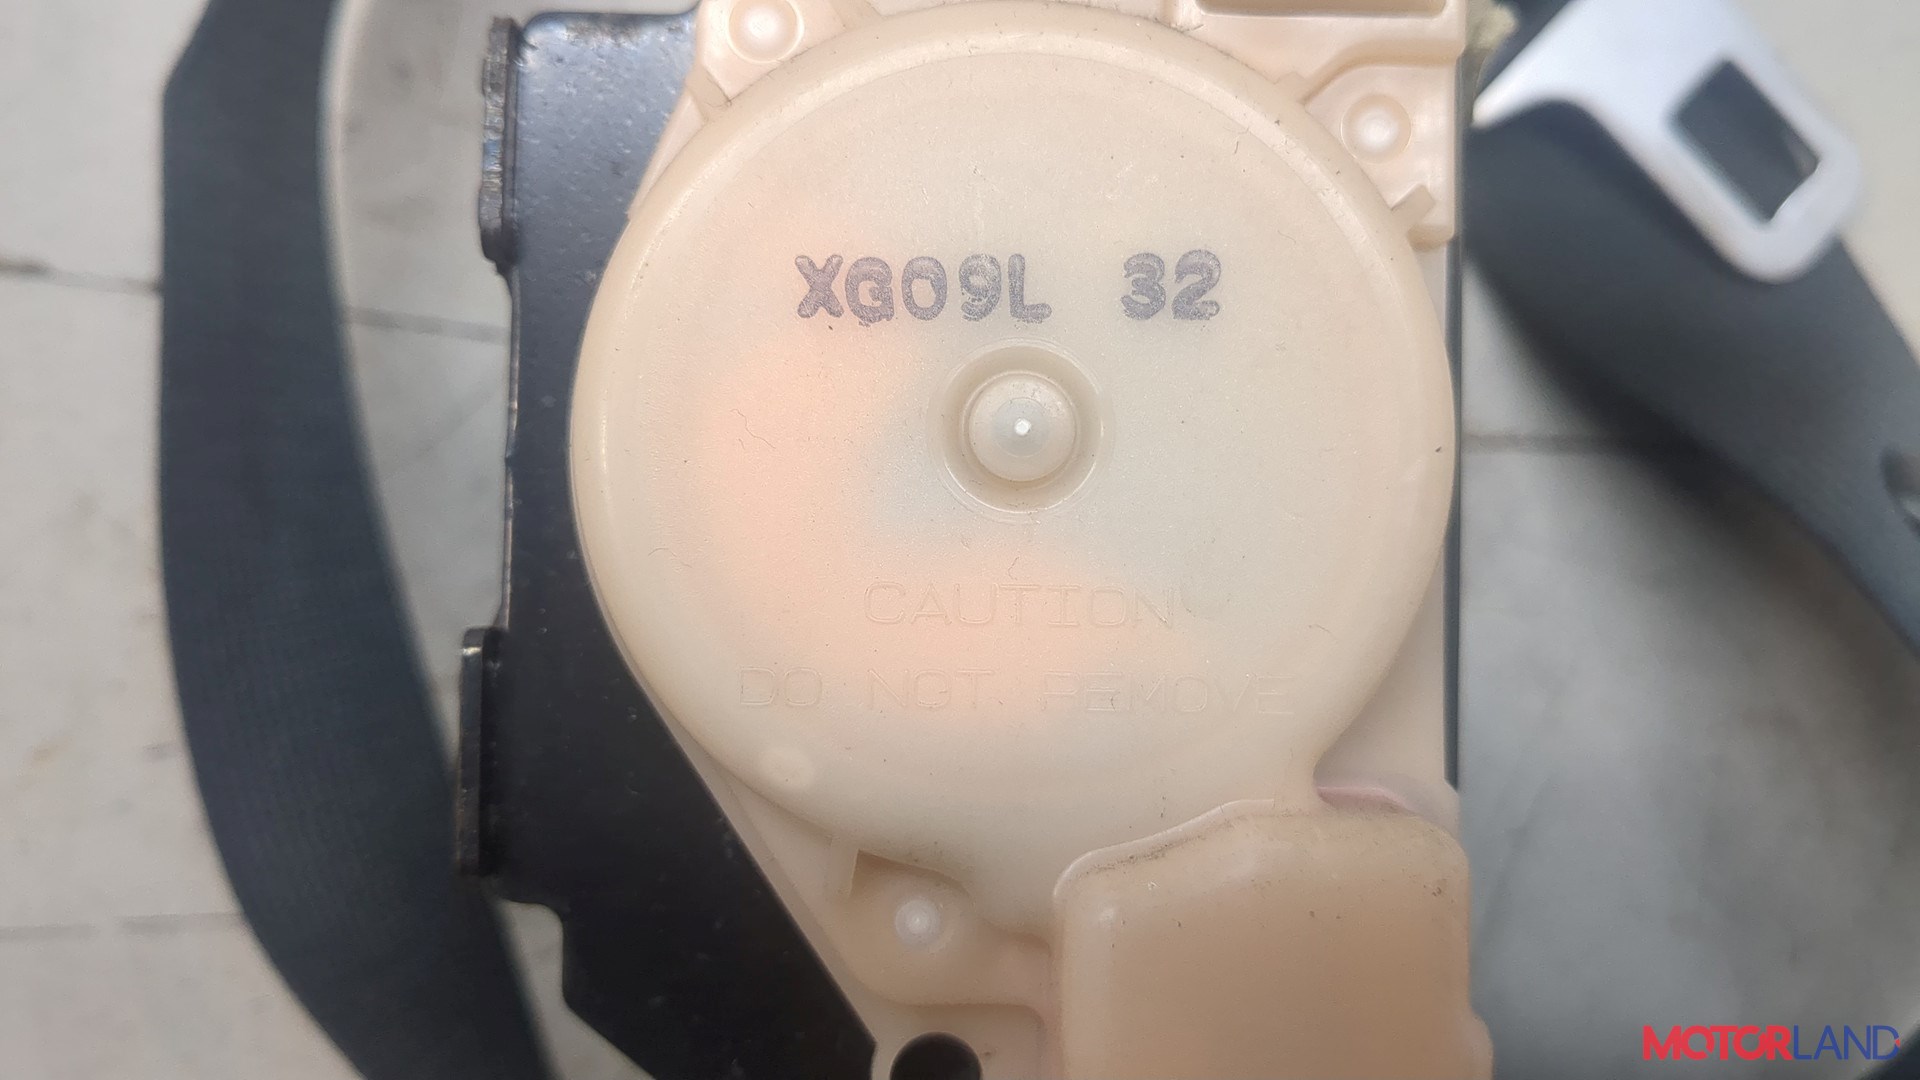 XG09L 32
CAUTION
DO NOT REMOVE
MOTORLAND